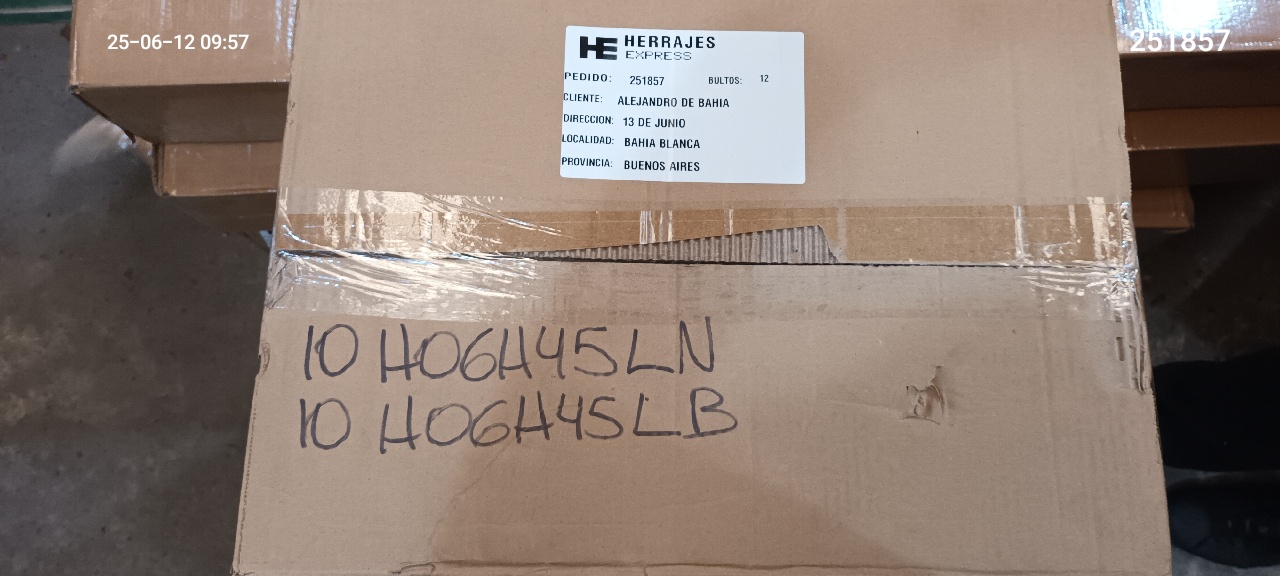 25-06-12 09:57
251857
HE HERRAJES
EXPRESS
PEDIDO: 251857 BULTOS: 12
CLIENTE: ALEJANDRO DE BAHIA
DIRECCION: 13 DE JUNIO
LOCALIDAD: BAHIA BLANCA
PROVINCIA: BUENOS AIRES
10 H06H45LN
10 H06H45LB